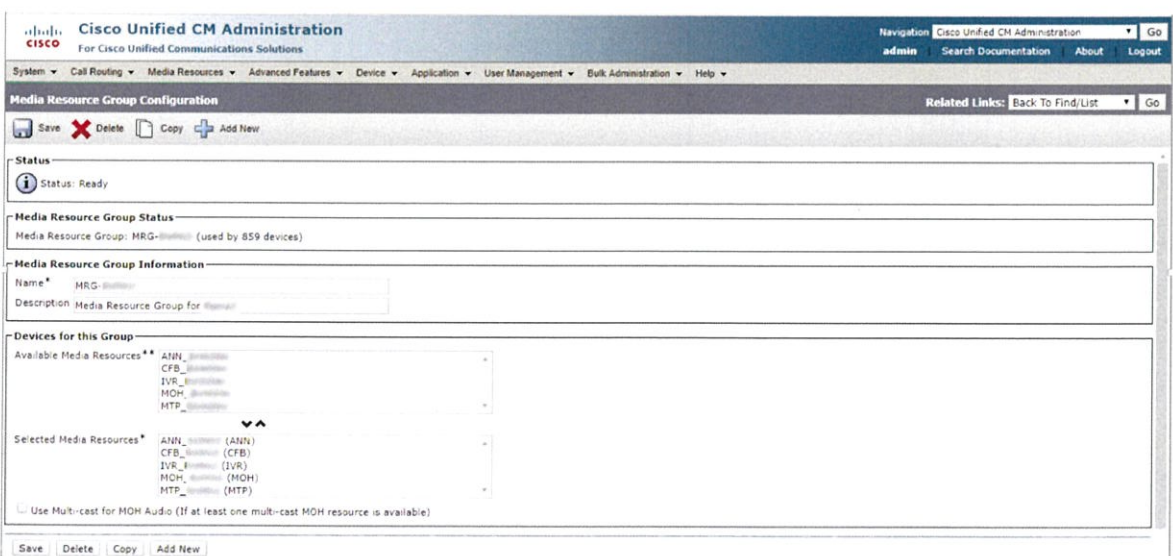 cisco
Cisco Unified CM Administration
For Cisco Unified Communications Solutions
Navigation Cisco Unified CM Administration Go
admin Search Documentation About Logout
System Call Routing Media Resources Advanced Features Device Application User Management Bulk Administration Help
Media Resource Group Configuration
Related Links: Back To Find/List Go
Save Delete Copy Add New
Status
Status: Ready
Media Resource Group Status
Media Resource Group: MRG- (used by 859 devices)
Media Resource Group Information
Name* MRG-
Description Media Resource Group for
Devices for this Group
Available Media Resources** ANN_
CFB_
IVR_
MOH_
MTP_
Selected Media Resources* ANN_ (ANN)
CFB_ (CFB)
IVR_ (IVR)
MOH_ (MOH)
MTP_ (MTP)
Use Multi-cast for MOH Audio (If at least one multi-cast MOH resource is available)
Save Delete Copy Add New